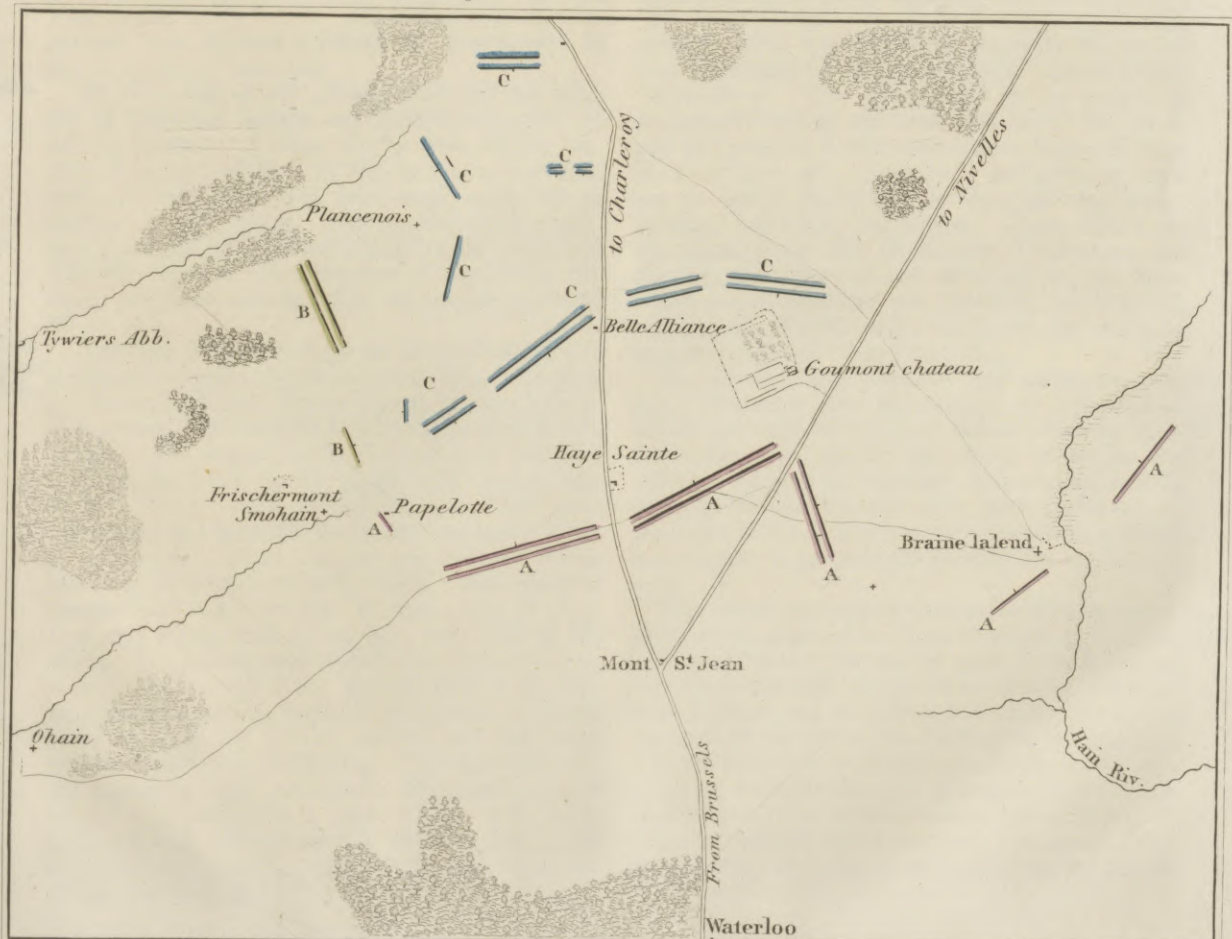 C
to Charleroy
to Nivelles
C
C
Plancenois
C
C
C
B
Belle Alliance
Tywiers Abb.
Goumont chateau
C
B
Haye Sainte
A
Frischermont
Smohain
Papelotte
A
A
Braine lalend
A
A
A
Mont St. Jean
Ohain
Hain Riv.
From Brussels
Waterloo